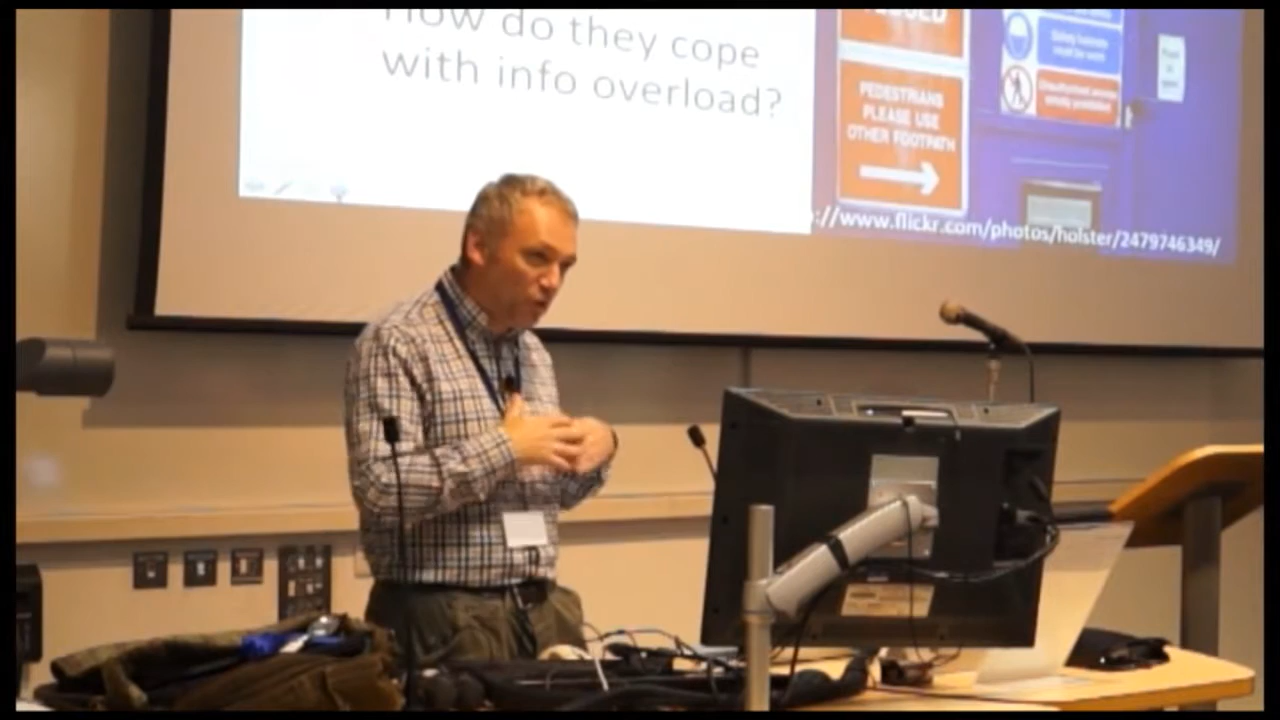 How do they cope
with info overload?
PEDESTRIANS
PLEASE USE
OTHER FOOTPATH
://www.flickr.com/photos/holster/2479746349/